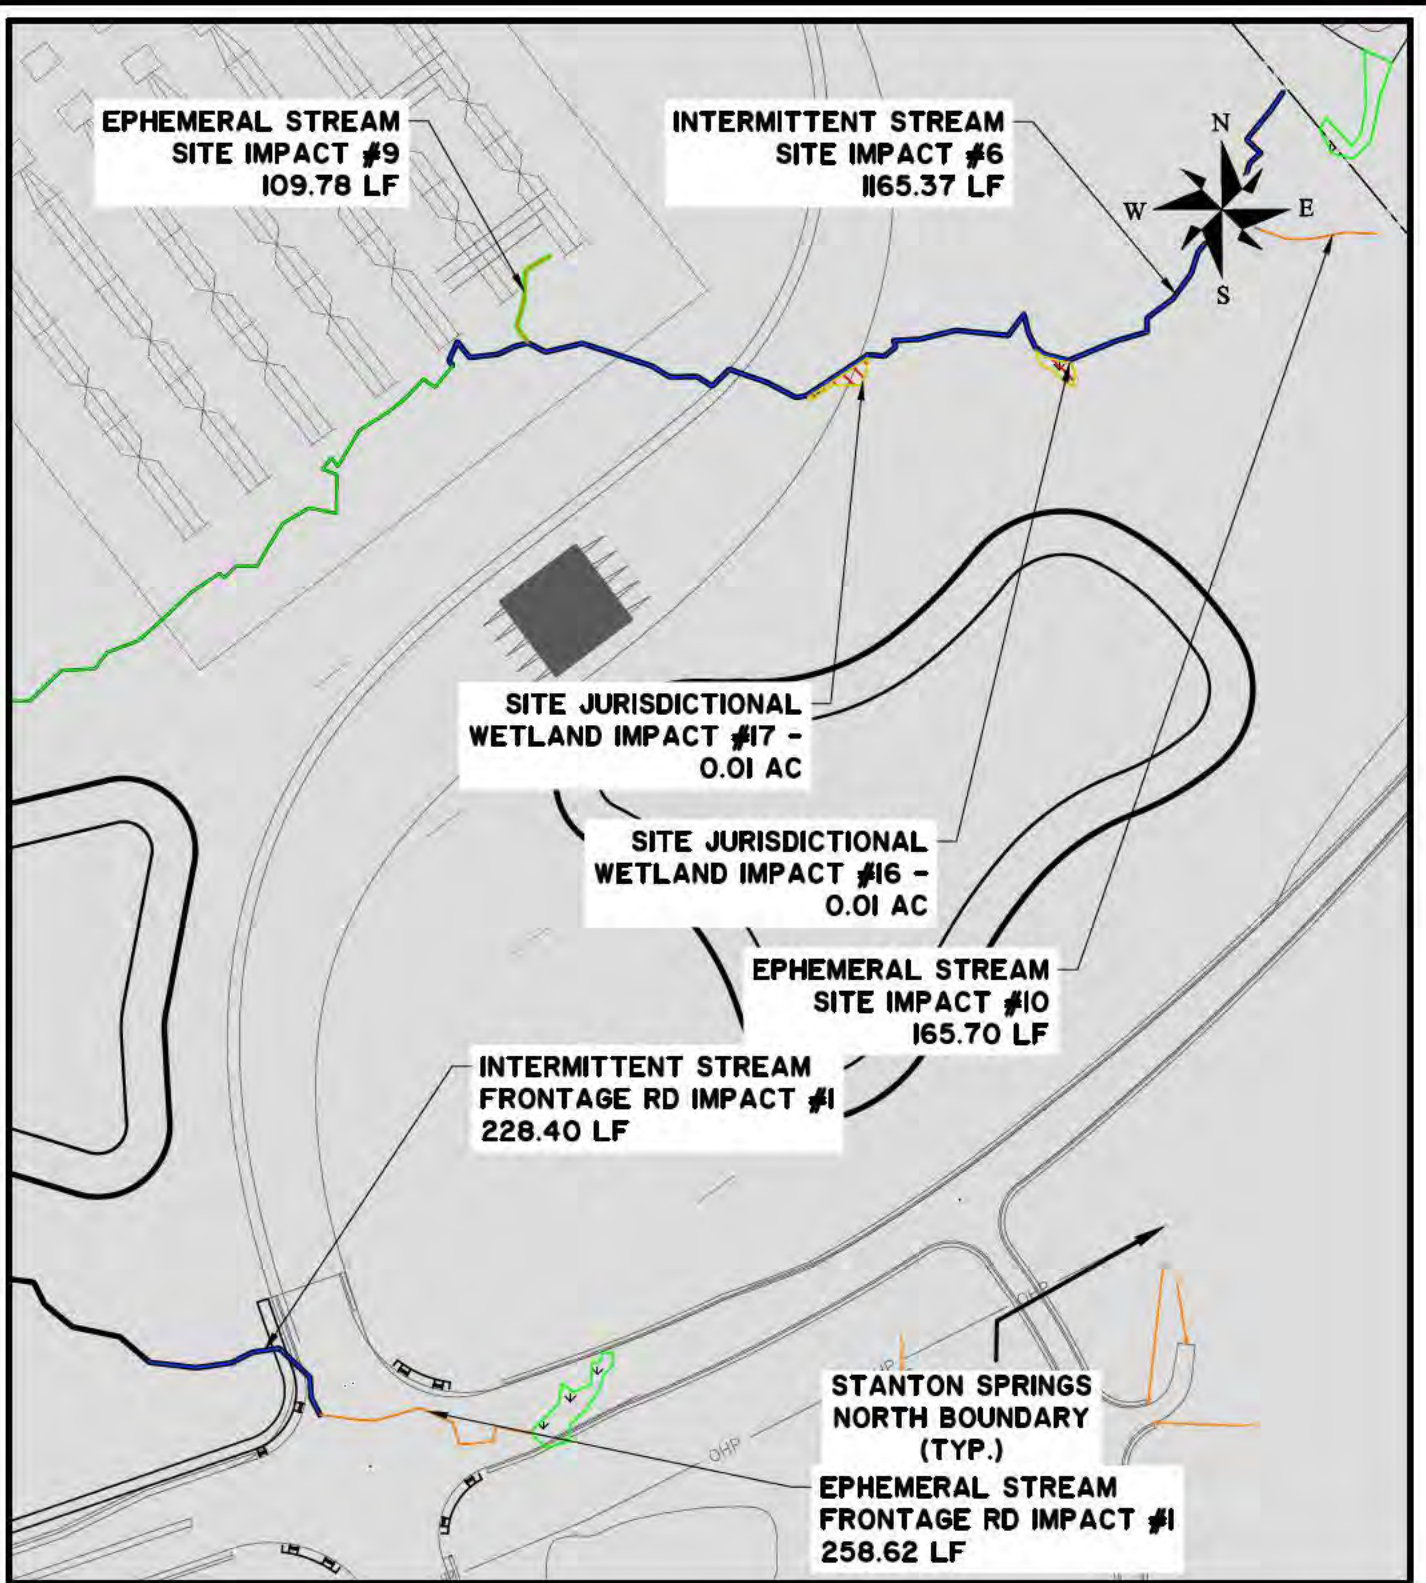 EPHEMERAL STREAM
SITE IMPACT #9
109.78 LF
INTERMITTENT STREAM
SITE IMPACT #6
1165.37 LF
N
W
E
S
SITE JURISDICTIONAL
WETLAND IMPACT #17 -
0.01 AC
SITE JURISDICTIONAL
WETLAND IMPACT #16 -
0.01 AC
EPHEMERAL STREAM
SITE IMPACT #10
165.70 LF
INTERMITTENT STREAM
FRONTAGE RD IMPACT #1
228.40 LF
OHP
HP
OHP
STANTON SPRINGS
NORTH BOUNDARY
(TYP.)
EPHEMERAL STREAM
FRONTAGE RD IMPACT #1
258.62 LF